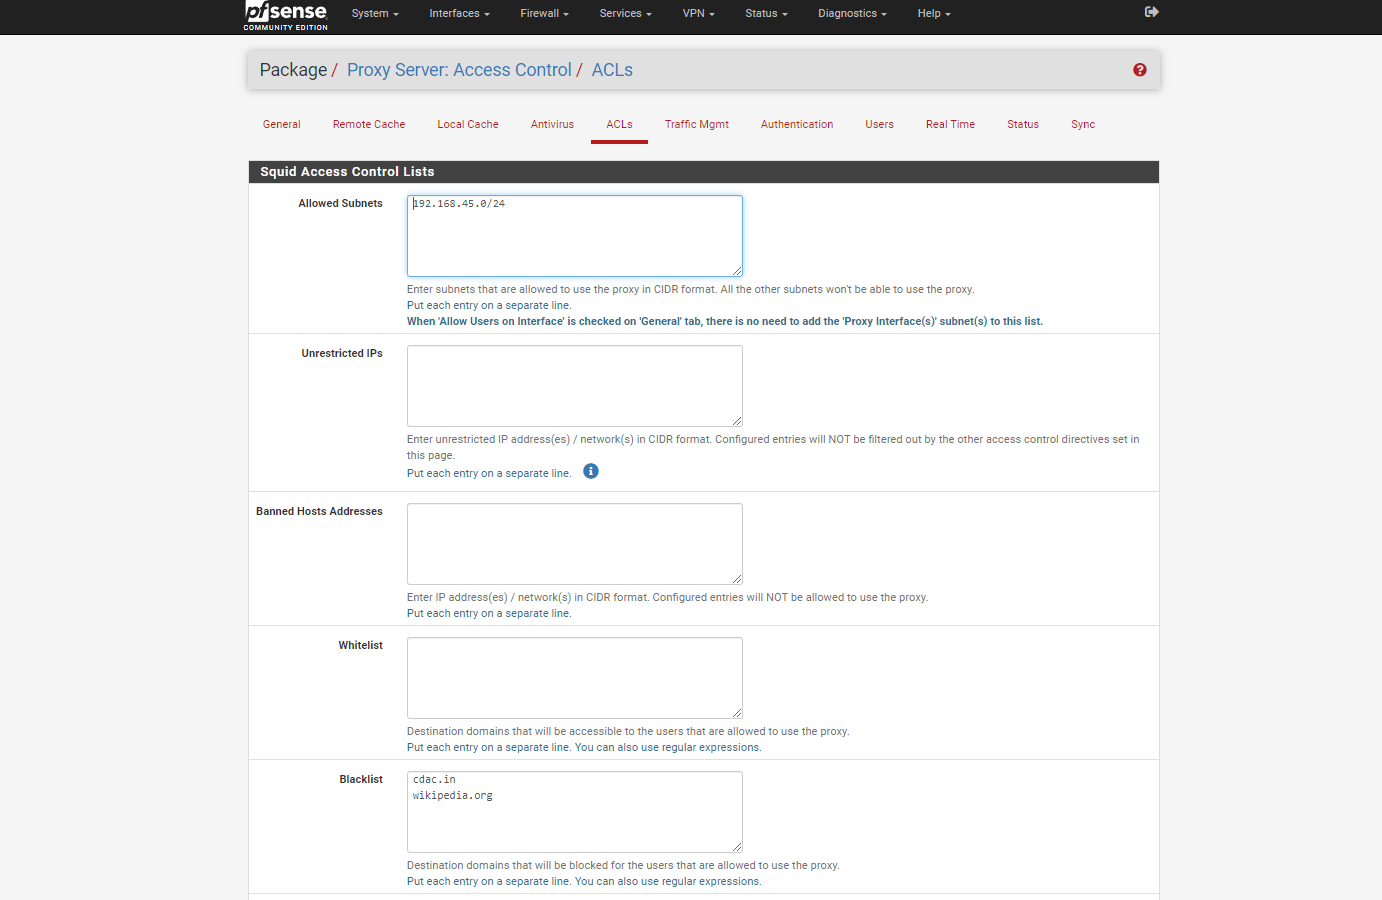 pfsense
COMMUNITY EDITION
System Interfaces Firewall Services VPN Status Diagnostics Help
Package / Proxy Server: Access Control / ACLs
General Remote Cache Local Cache Antivirus ACLs Traffic Mgmt Authentication Users Real Time Status Sync
Squid Access Control Lists
Allowed Subnets
192.168.45.0/24
Enter subnets that are allowed to use the proxy in CIDR format. All the other subnets won't be able to use the proxy.
Put each entry on a separate line.
When 'Allow Users on Interface' is checked on 'General' tab, there is no need to add the 'Proxy Interface(s)' subnet(s) to this list.
Unrestricted IPs
Enter unrestricted IP address(es) / network(s) in CIDR format. Configured entries will NOT be filtered out by the other access control directives set in
this page.
Put each entry on a separate line.
Banned Hosts Addresses
Enter IP address(es) / network(s) in CIDR format. Configured entries will NOT be allowed to use the proxy.
Put each entry on a separate line.
Whitelist
Destination domains that will be accessible to the users that are allowed to use the proxy.
Put each entry on a separate line. You can also use regular expressions.
Blacklist
cdac.in
wikipedia.org
Destination domains that will be blocked for the users that are allowed to use the proxy.
Put each entry on a separate line. You can also use regular expressions.